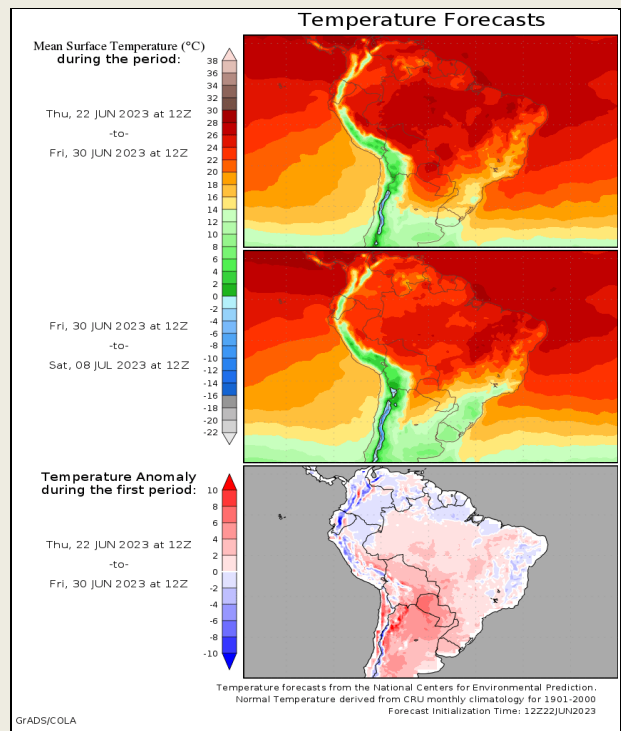 Temperature Forecasts
Mean Surface Temperature (°C)
during the period:
Thu, 22 JUN 2023 at 12Z
-to-
Fri, 30 JUN 2023 at 12Z
38
36
34
32
30
28
26
24
22
20
18
16
14
12
10
8
6
4
2
0
-2
-4
-6
-8
-10
-12
-14
-16
-18
-20
-22
Fri, 30 JUN 2023 at 12Z
-to-
Sat, 08 JUL 2023 at 12Z
Temperature Anomaly
during the first period:
Thu, 22 JUN 2023 at 12Z
-to-
Fri, 30 JUN 2023 at 12Z
10
8
6
4
2
0
-2
-4
-6
-8
-10
Temperature forecasts from the National Centers for Environmental Prediction.
Normal Temperature derived from CRU monthly climatology for 1901-2000
Forecast Initialization Time: 12Z22JUN2023
GrADS/COLA